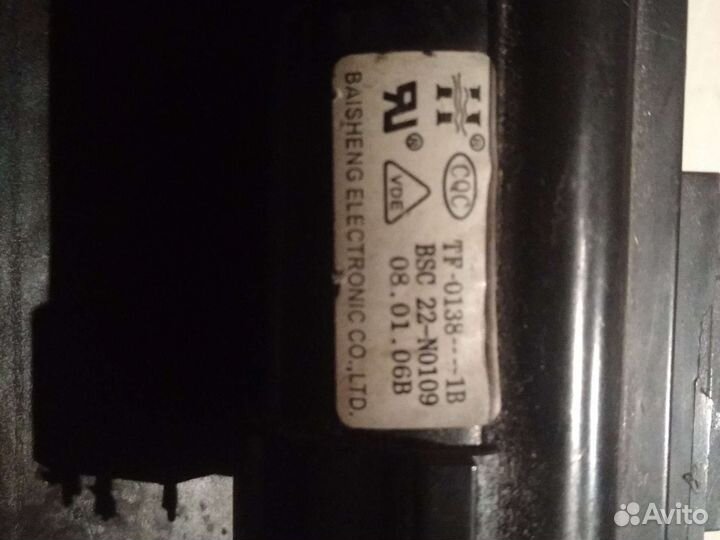 CQC
VDE
TF-0138----1B
BSC 22-N0109
08.01.06B
BAISHENG ELECTRONIC CO.,LTD.
Avito